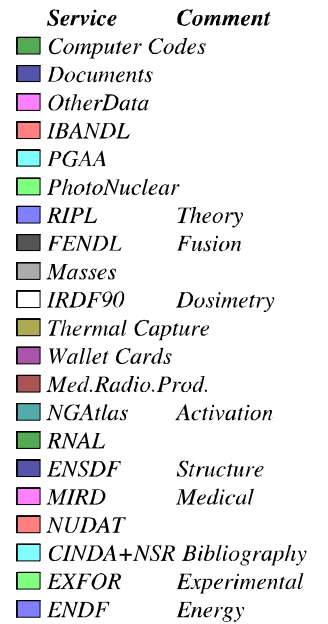 Service Comment
Computer Codes
Documents
OtherData
IBANDL
PGAA
PhotoNuclear
RIPL Theory
FENDL Fusion
Masses
IRDF90 Dosimetry
Thermal Capture
Wallet Cards
Med.Radio.Prod.
NGAtlas Activation
RNAL
ENSDF Structure
MIRD Medical
NUDAT
CINDA+NSR Bibliography
EXFOR Experimental
ENDF Energy